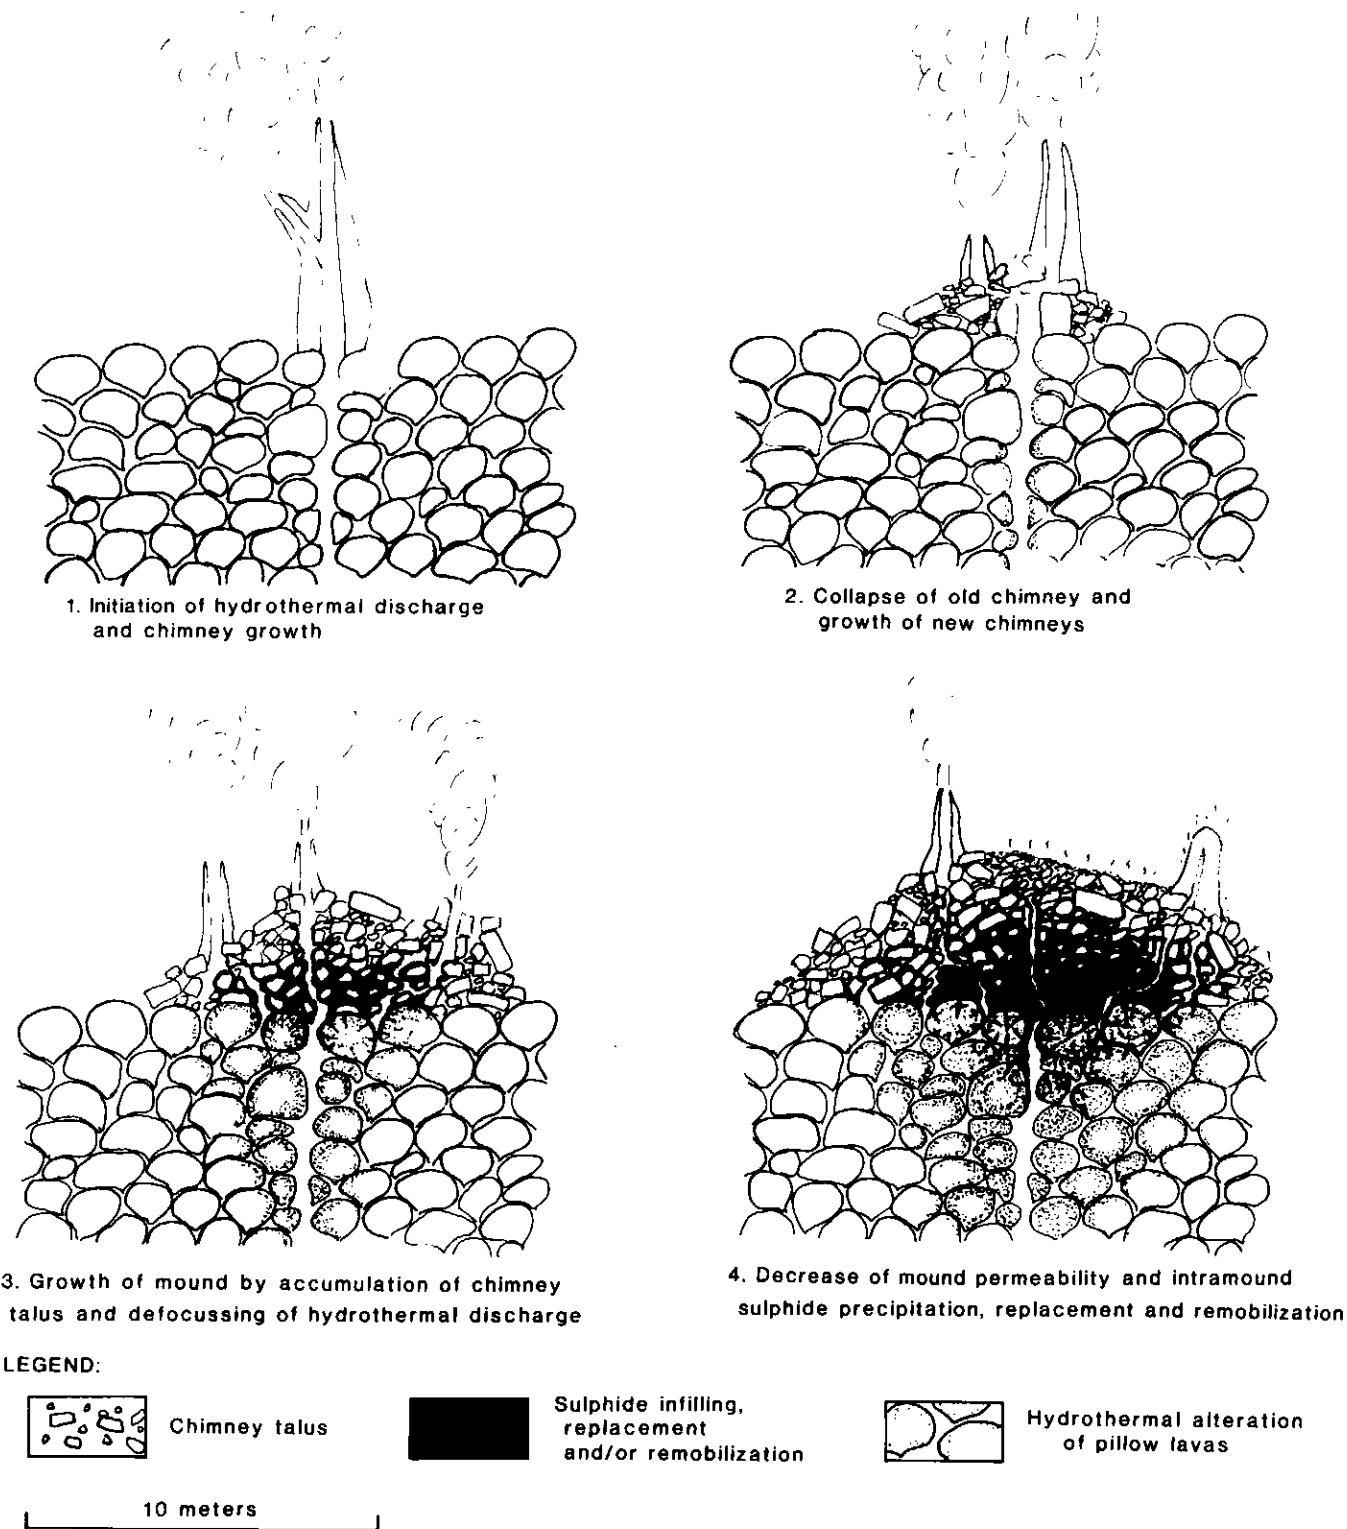 1. Initiation of hydrothermal discharge
and chimney growth
2. Collapse of old chimney and
growth of new chimneys
3. Growth of mound by accumulation of chimney
talus and defocussing of hydrothermal discharge
4. Decrease of mound permeability and intramound
sulphide precipitation, replacement and remobilization
LEGEND:
Chimney talus
Sulphide infilling,
replacement
and/or remobilization
Hydrothermal alteration
of pillow lavas
10 meters